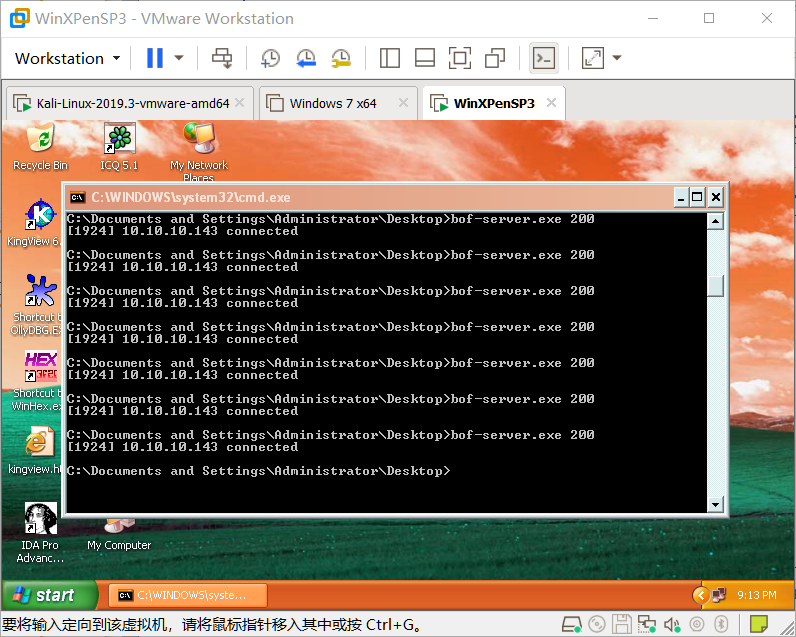 WinXPenSP3 - VMware Workstation
Workstation
Kali-Linux-2019.3-vmware-amd64
Windows 7 x64
WinXPenSP3
Recycle Bin
ICQ 5.1
My Network
Places
KingView 6.
Shortcut t
OllyDBG.EX
Shortcut t
WinHex.ex
kingview.ht
IDA Pro
Advanc...
My Computer
C:\WINDOWS\system32\cmd.exe
C:\Documents and Settings\Administrator\Desktop>bof-server.exe 200
[1924] 10.10.10.143 connected
C:\Documents and Settings\Administrator\Desktop>bof-server.exe 200
[1924] 10.10.10.143 connected
C:\Documents and Settings\Administrator\Desktop>bof-server.exe 200
[1924] 10.10.10.143 connected
C:\Documents and Settings\Administrator\Desktop>bof-server.exe 200
[1924] 10.10.10.143 connected
C:\Documents and Settings\Administrator\Desktop>bof-server.exe 200
[1924] 10.10.10.143 connected
C:\Documents and Settings\Administrator\Desktop>bof-server.exe 200
[1924] 10.10.10.143 connected
C:\Documents and Settings\Administrator\Desktop>bof-server.exe 200
[1924] 10.10.10.143 connected
C:\Documents and Settings\Administrator\Desktop>
start
C:\WINDOWS\syste...
9:13 PM
要将输入定向到该虚拟机，请将鼠标指针移入其中或按 Ctrl+G。